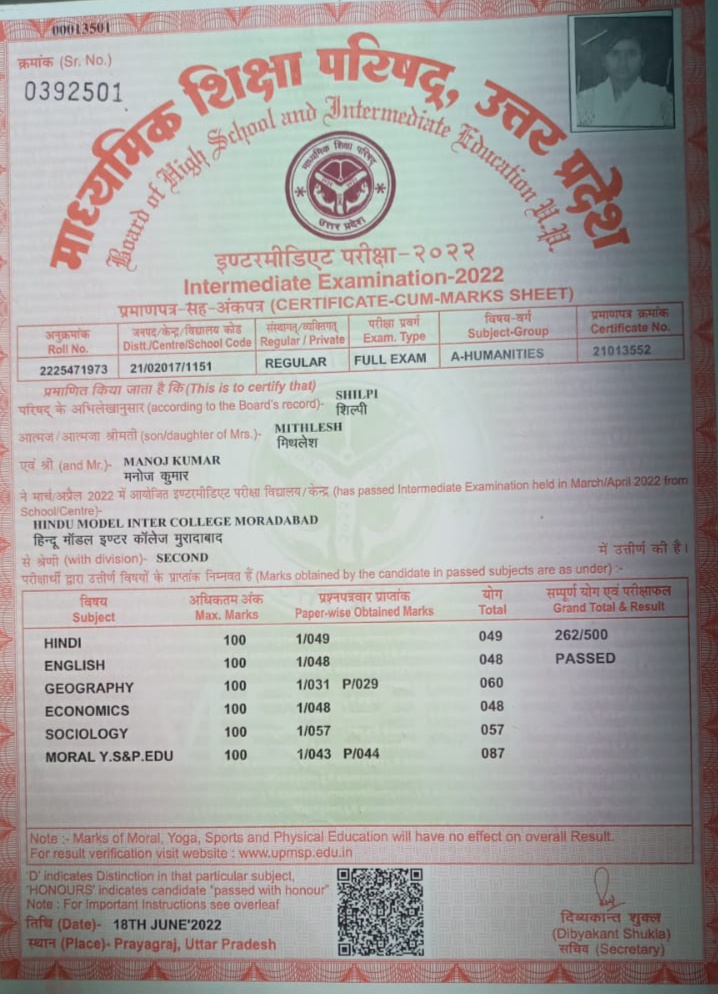 00013501
क्रमांक (Sr. No.)
0392501
माध्यमिक शिक्षा परिषद्, उत्तर प्रदेश
Board of High School and Intermediate Education U.P.
माध्यमिक शिक्षा परिषद्
उत्तर प्रदेश
इण्टरमीडिएट परीक्षा-२०२२
Intermediate Examination-2022
प्रमाणपत्र-सह-अंकपत्र (CERTIFICATE-CUM-MARKS SHEET)
अनुक्रमांक जनपद/केन्द्र/विद्यालय कोड संस्थागत/व्यक्तिगत परीक्षा प्रवर्ग विषय-वर्ग प्रमाणपत्र क्रमांक
Roll No. Distt./Centre/School Code Regular / Private Exam. Type Subject-Group Certificate No.
2225471973 21/02017/1151 REGULAR FULL EXAM A-HUMANITIES 21013552
प्रमाणित किया जाता है कि (This is to certify that)
परिषद् के अभिलेखानुसार (according to the Board's record)- SHILPI
शिल्पी
आत्मज/आत्मजा श्रीमती (son/daughter of Mrs.)- MITHLESH
मिथलेश
एवं श्री (and Mr.)- MANOJ KUMAR
मनोज कुमार
ने मार्च/अप्रैल 2022 में आयोजित इण्टरमीडिएट परीक्षा विद्यालय/केन्द्र (has passed Intermediate Examination held in March/April 2022 from
School/Centre)-
HINDU MODEL INTER COLLEGE MORADABAD
हिन्दू मॉडल इण्टर कॉलेज मुरादाबाद
से श्रेणी (with division)- SECOND में उत्तीर्ण की है।
परीक्षार्थी द्वारा उत्तीर्ण विषयों के प्राप्तांक निम्नवत हैं (Marks obtained by the candidate in passed subjects are as under) :-
विषय अधिकतम अंक प्रश्नपत्रवार प्राप्तांक योग सम्पूर्ण योग एवं परीक्षाफल
Subject Max. Marks Paper-wise Obtained Marks Total Grand Total & Result
HINDI 100 1/049 049 262/500
ENGLISH 100 1/048 048 PASSED
GEOGRAPHY 100 1/031 P/029 060
ECONOMICS 100 1/048 048
SOCIOLOGY 100 1/057 057
MORAL Y.S&P.EDU 100 1/043 P/044 087
Note :- Marks of Moral, Yoga, Sports and Physical Education will have no effect on overall Result.
For result verification visit website : www.upmsp.edu.in
'D' indicates Distinction in that particular subject,
'HONOURS' indicates candidate "passed with honour"
Note : For Important Instructions see overleaf
तिथि (Date)- 18TH JUNE'2022
स्थान (Place)- Prayagraj, Uttar Pradesh
दिव्यकान्त शुक्ल
(Dibyakant Shukla)
सचिव (Secretary)